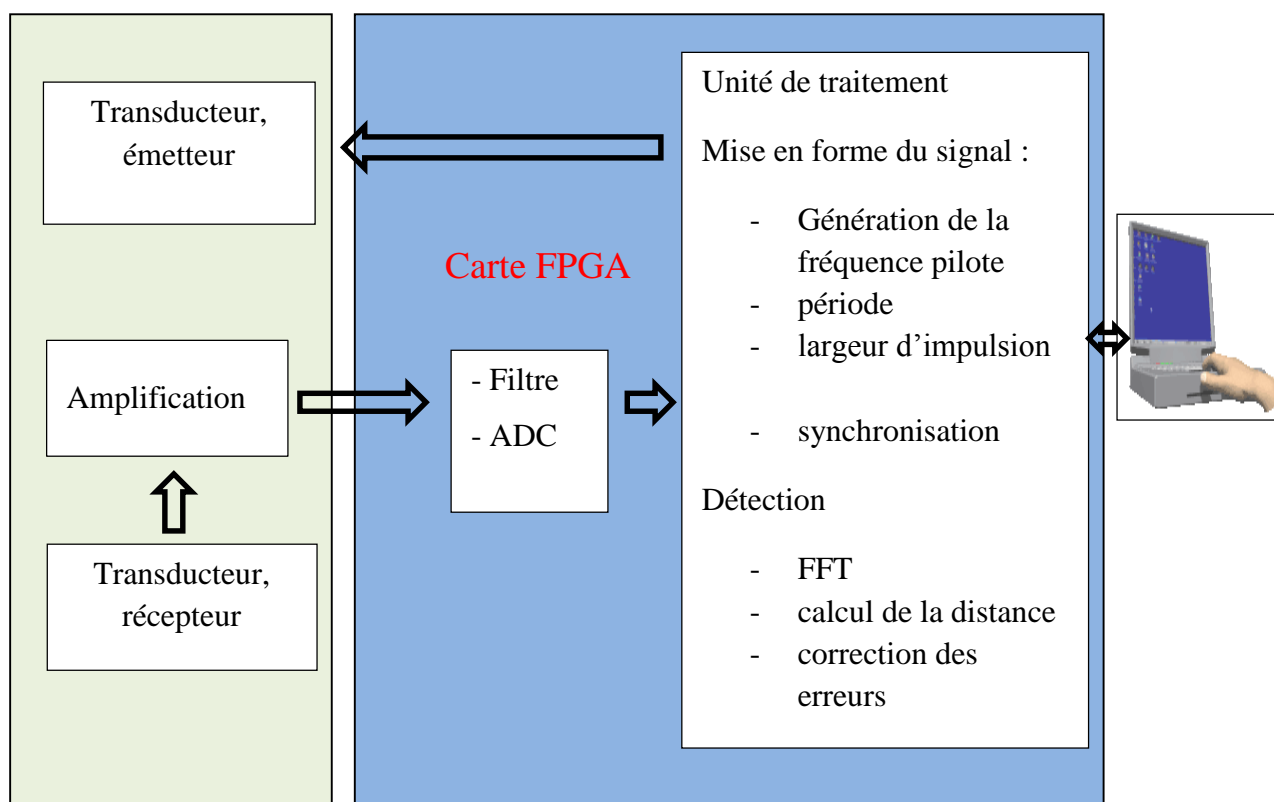 Transducteur,
émetteur
Amplification
Transducteur,
récepteur
Carte FPGA
- Filtre
- ADC
Unité de traitement
Mise en forme du signal :
- Génération de la
fréquence pilote
- période
- largeur d’impulsion
- synchronisation
Détection
- FFT
- calcul de la distance
- correction des
erreurs